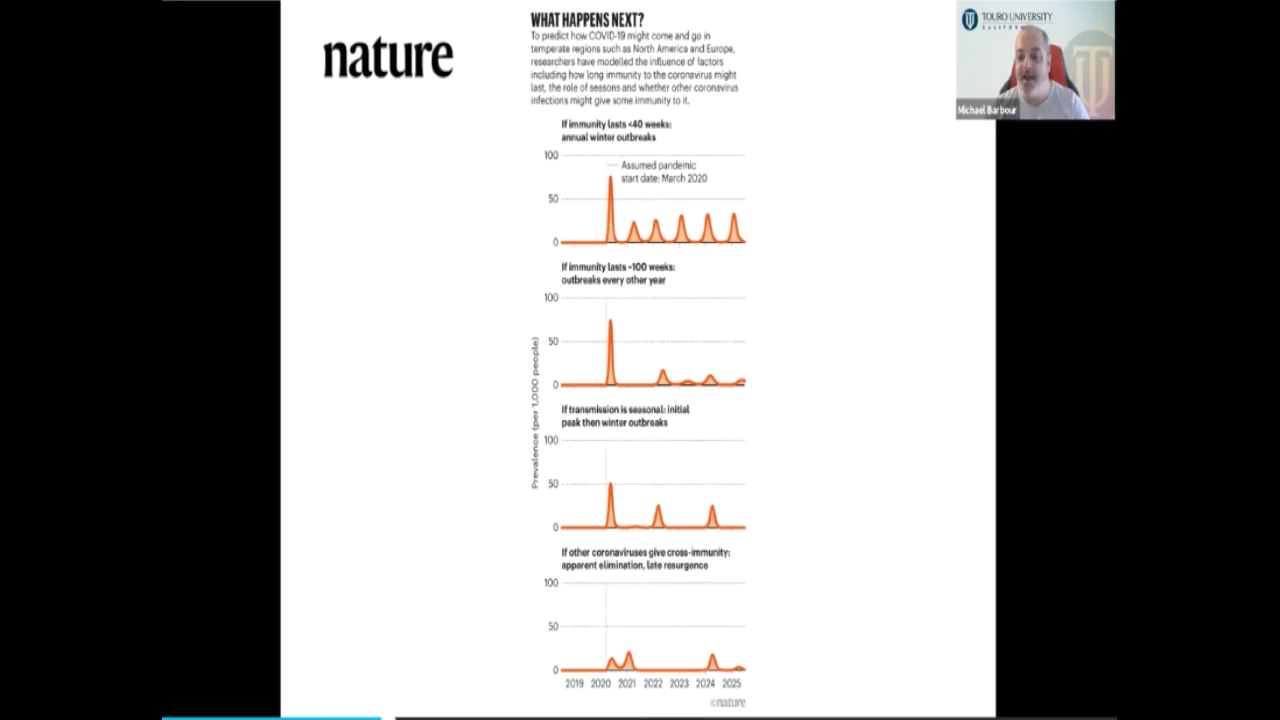 nature
WHAT HAPPENS NEXT?
To predict how COVID-19 might come and go in
temperate regions such as North America and Europe,
researchers have modelled the influence of factors
including how long immunity to the coronavirus might
last, the role of seasons and whether other coronavirus
infections might give some immunity to it.
If immunity lasts <40 weeks:
annual winter outbreaks
100
Assumed pandemic
start date: March 2020
50
0
If immunity lasts ~100 weeks:
outbreaks every other year
100
50
0
Prevalence (per 1,000 people)
If transmission is seasonal: initial
peak then winter outbreaks
100
50
0
If other coronaviruses give cross-immunity:
apparent elimination, late resurgence
100
50
0
2019 2020 2021 2022 2023 2024 2025
©nature
TOURO UNIVERSITY
CALIFORNIA
Michael Barbour